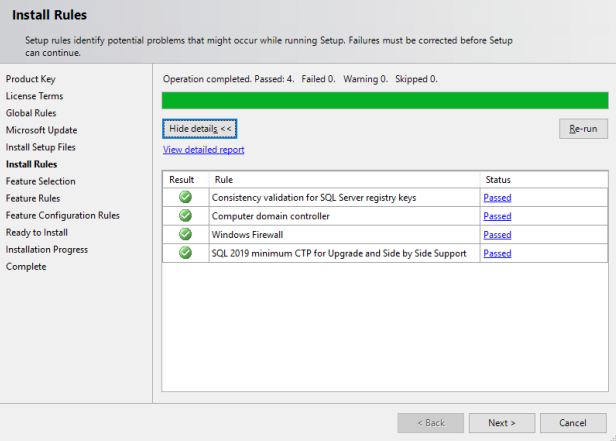 Install Rules
Setup rules identify potential problems that might occur while running Setup. Failures must be corrected before Setup
can continue.
Product Key
License Terms
Global Rules
Microsoft Update
Install Setup Files
Install Rules
Feature Selection
Feature Rules
Feature Configuration Rules
Ready to Install
Installation Progress
Complete
Operation completed. Passed: 4. Failed 0. Warning 0. Skipped 0.
Hide details <<
Re-run
View detailed report
Result Rule Status
Consistency validation for SQL Server registry keys Passed
Computer domain controller Passed
Windows Firewall Passed
SQL 2019 minimum CTP for Upgrade and Side by Side Support Passed
< Back Next > Cancel